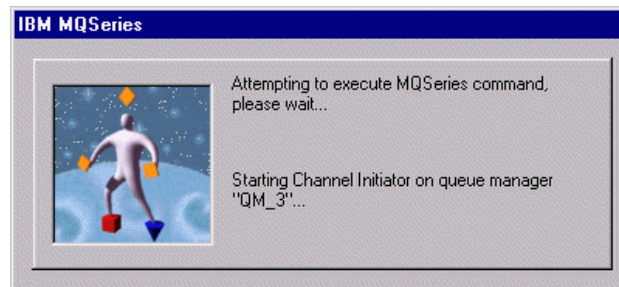 IBM MQSeries
Attempting to execute MQSeries command,
please wait...
Starting Channel Initiator on queue manager
"QM_3"...